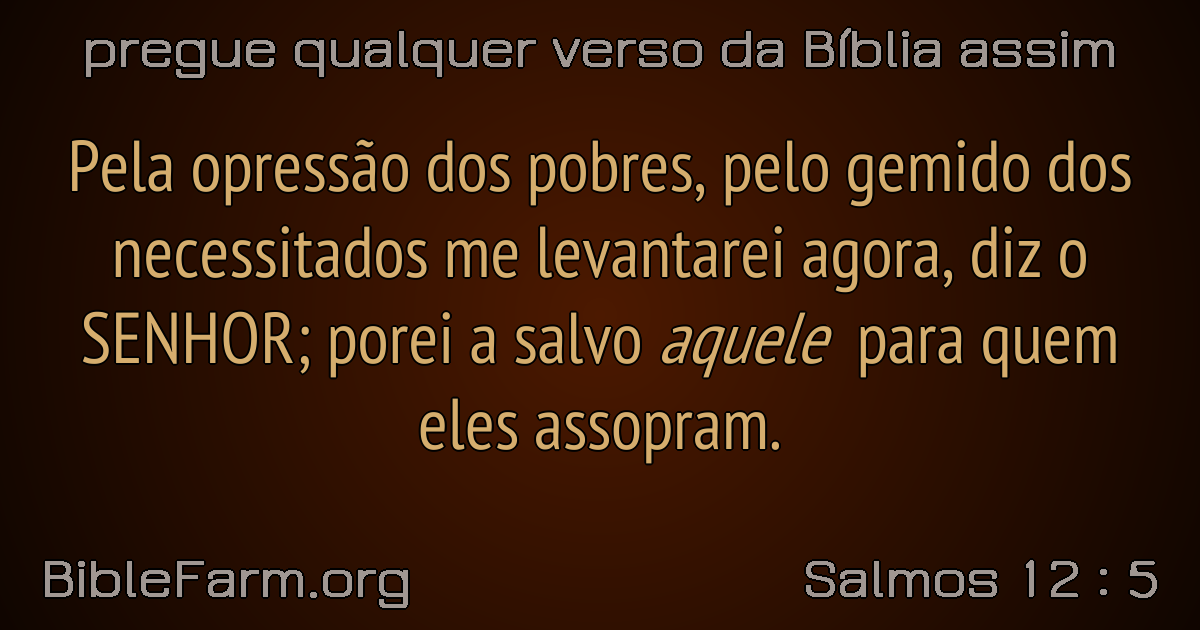 pregue qualquer verso da Bíblia assim
Pela opressão dos pobres, pelo gemido dos
necessitados me levantarei agora, diz o
SENHOR; porei a salvo aquele para quem
eles assopram.
BibleFarm.org
Salmos 12 : 5